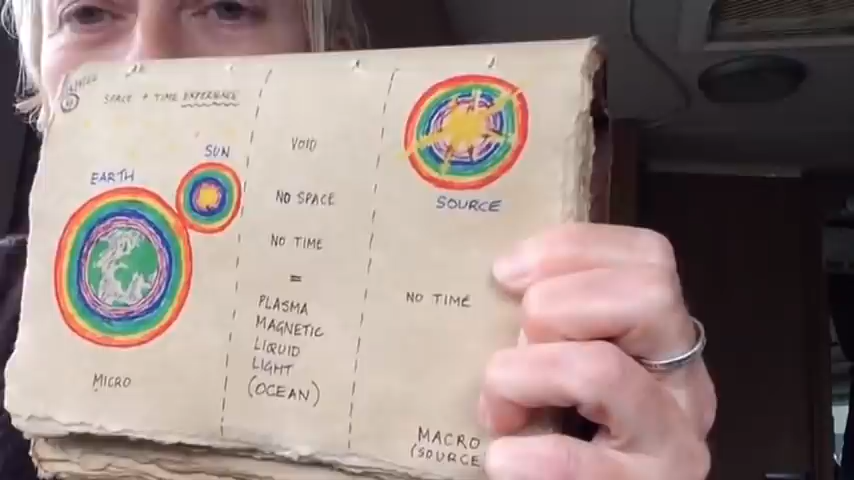 SPACE + TIME EXPERIENCE
EARTH
SUN
MICRO
VOID
NO SPACE
NO TIME
=
PLASMA
MAGNETIC
LIQUID
LIGHT
(OCEAN)
SOURCE
NO TIME
MACRO
(SOURCE